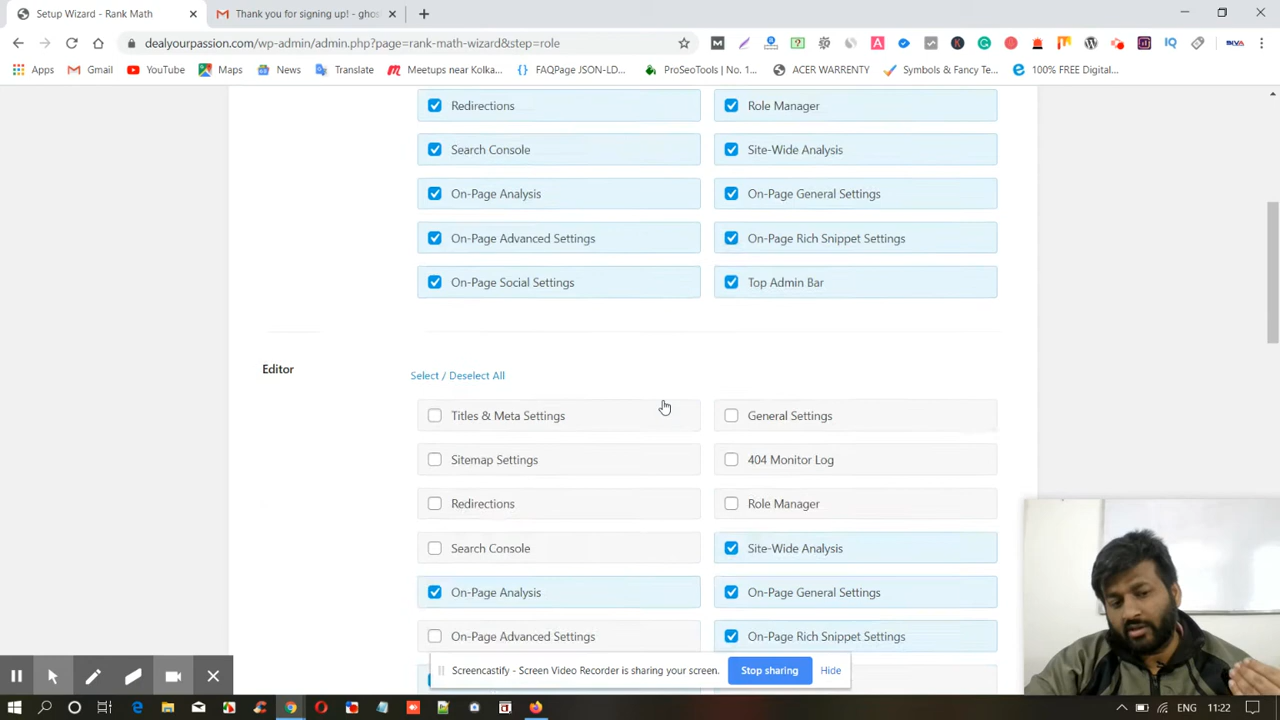 Setup Wizard - Rank Math
Thank you for signing up! - ghos
dealyourpassion.com/wp-admin/admin.php?page=rank-math-wizard&step=role
Apps Gmail YouTube Maps News Translate Meetups near Kolka... FAQPage JSON-LD... ProSeoTools | No. 1... ACER WARRENTY Symbols & Fancy Te... 100% FREE Digital...
Redirections Role Manager
Search Console Site-Wide Analysis
On-Page Analysis On-Page General Settings
On-Page Advanced Settings On-Page Rich Snippet Settings
On-Page Social Settings Top Admin Bar
Editor Select / Deselect All
Titles & Meta Settings General Settings
Sitemap Settings 404 Monitor Log
Redirections Role Manager
Search Console Site-Wide Analysis
On-Page Analysis On-Page General Settings
On-Page Advanced Settings On-Page Rich Snippet Settings
Screencastify - Screen Video Recorder is sharing your screen. Stop sharing Hide
ENG 11:22